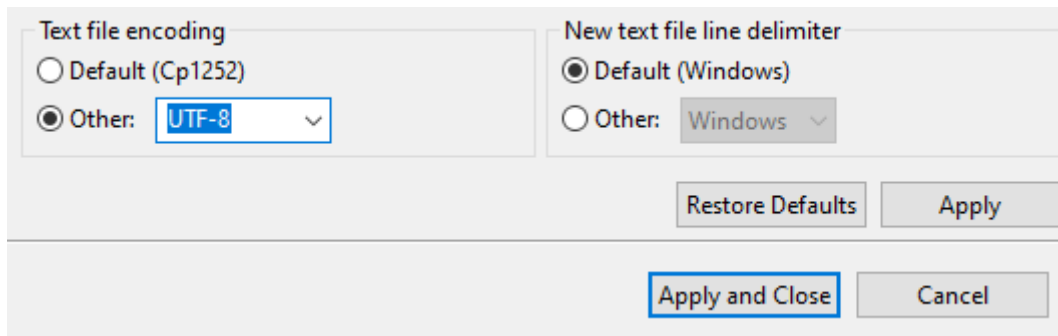 Text file encoding
Default (Cp1252)
Other: UTF-8
New text file line delimiter
Default (Windows)
Other: Windows
Restore Defaults
Apply
Apply and Close
Cancel